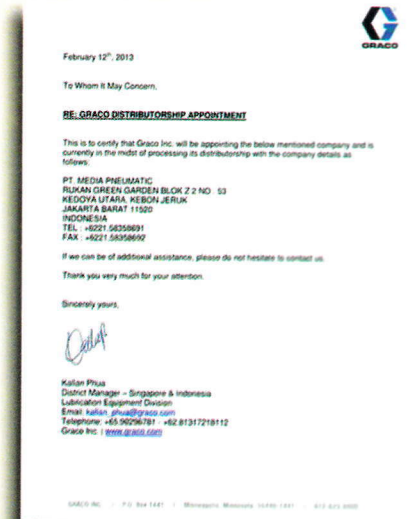 GRACO
February 12th, 2013
To Whom It May Concern,
RE: GRACO DISTRIBUTORSHIP APPOINTMENT
This is to certify that Graco Inc. will be appointing the below mentioned company and is
currently in the midst of processing its distributorship with the company details as
follows:
PT. MEDIA PNEUMATIC
RUKAN GREEN GARDEN BLOK Z 2 NO 53
KEDOYA UTARA, KEBON JERUK
JAKARTA BARAT 11520
INDONESIA
TEL : +6221.58358691
FAX : +6221.58358692
If we can be of additional assistance, please do not hesitate to contact us.
Thank you very much for your attention.
Sincerely yours,
Kalian Phua
District Manager – Singapore & Indonesia
Lubrication Equipment Division
Email: kalian_phua@graco.com
Telephone: +65.90296781 - +62.81317218112
Graco Inc. | www.graco.com
GRACO INC. / P.O. Box 1441 / Minneapolis, Minnesota